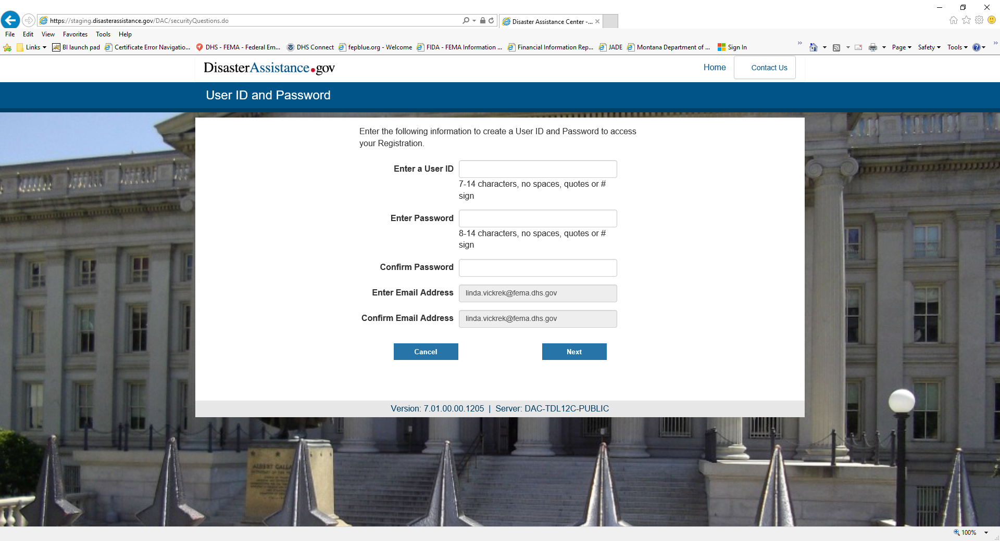 https://staging.disasterassistance.gov/DAC/securityQuestions.do
Disaster Assistance Center -...
File Edit View Favorites Tools Help
Links BI launch pad Certificate Error Navigatio... DHS - FEMA - Federal Em... DHS Connect fepblue.org - Welcome FIDA - FEMA Information ... Financial Information Rep... JADE Montana Department of ... Sign In Page Safety Tools
DisasterAssistance.gov
Home Contact Us
User ID and Password
Enter the following information to create a User ID and Password to access
your Registration.
Enter a User ID
7-14 characters, no spaces, quotes or #
sign
Enter Password
8-14 characters, no spaces, quotes or #
sign
Confirm Password
Enter Email Address linda.vickrek@fema.dhs.gov
Confirm Email Address linda.vickrek@fema.dhs.gov
Cancel Next
Version: 7.01.00.00.1205 | Server: DAC-TDL12C-PUBLIC
ALBERT GALLA
100%